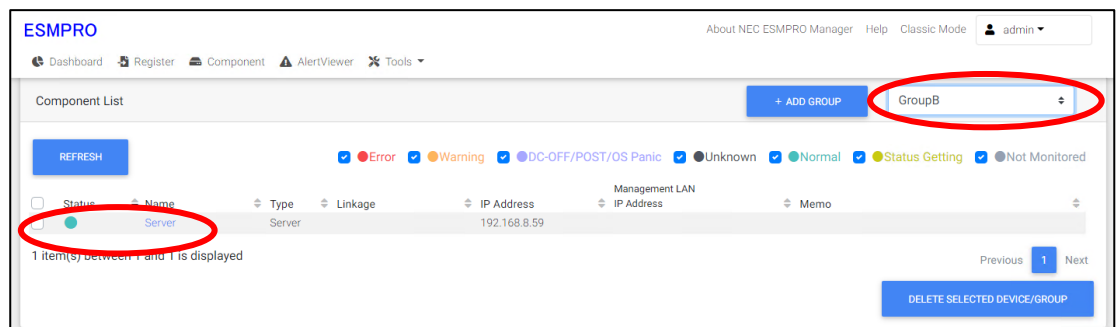 ESMPRO
About NEC ESMPRO Manager Help Classic Mode admin
Dashboard Register Component AlertViewer Tools
Component List
+ ADD GROUP
GroupB
REFRESH
Error Warning DC-OFF/POST/OS Panic Unknown Normal Status Getting Not Monitored
Status Name Type Linkage IP Address Management LAN IP Address Memo
Server Server 192.168.8.59
1 item(s) between 1 and 1 is displayed
Previous 1 Next
DELETE SELECTED DEVICE/GROUP